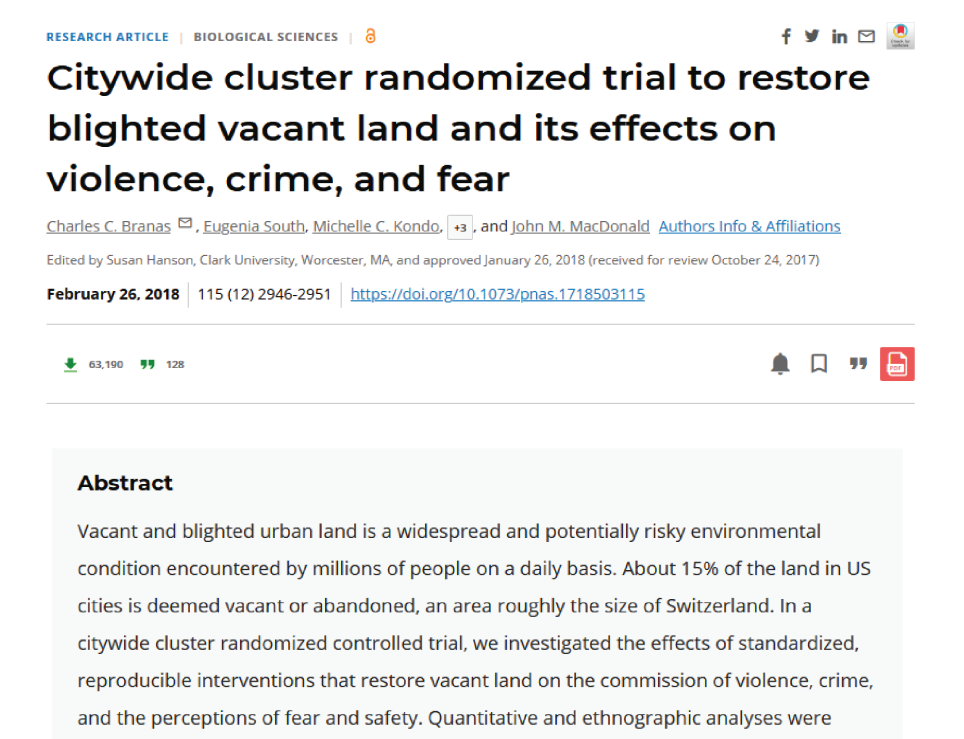 RESEARCH ARTICLE | BIOLOGICAL SCIENCES |
Citywide cluster randomized trial to restore
blighted vacant land and its effects on
violence, crime, and fear
Charles C. Branas, Eugenia South, Michelle C. Kondo, +3, and John M. MacDonald Authors Info & Affiliations
Edited by Susan Hanson, Clark University, Worcester, MA, and approved January 26, 2018 (received for review October 24, 2017)
February 26, 2018 | 115 (12) 2946-2951 | https://doi.org/10.1073/pnas.1718503115
63,190 128
PDF
Abstract
Vacant and blighted urban land is a widespread and potentially risky environmental
condition encountered by millions of people on a daily basis. About 15% of the land in US
cities is deemed vacant or abandoned, an area roughly the size of Switzerland. In a
citywide cluster randomized controlled trial, we investigated the effects of standardized,
reproducible interventions that restore vacant land on the commission of violence, crime,
and the perceptions of fear and safety. Quantitative and ethnographic analyses were